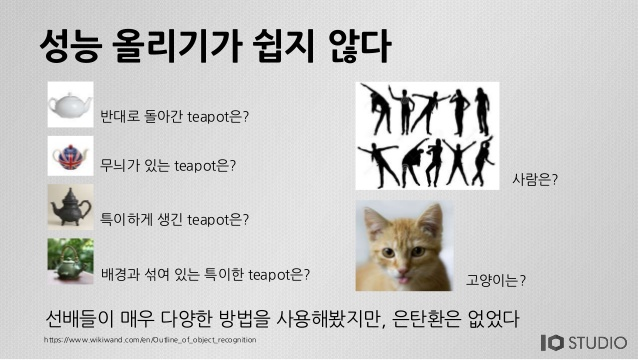 성능 올리기가 쉽지 않다
반대로 돌아간 teapot은?
무늬가 있는 teapot은?
특이하게 생긴 teapot은?
배경과 섞여 있는 특이한 teapot은?
사람은?
고양이는?
선배들이 매우 다양한 방법을 사용해봤지만, 은탄환은 없었다
https://www.wikiwand.com/en/Outline_of_object_recognition
IO STUDIO